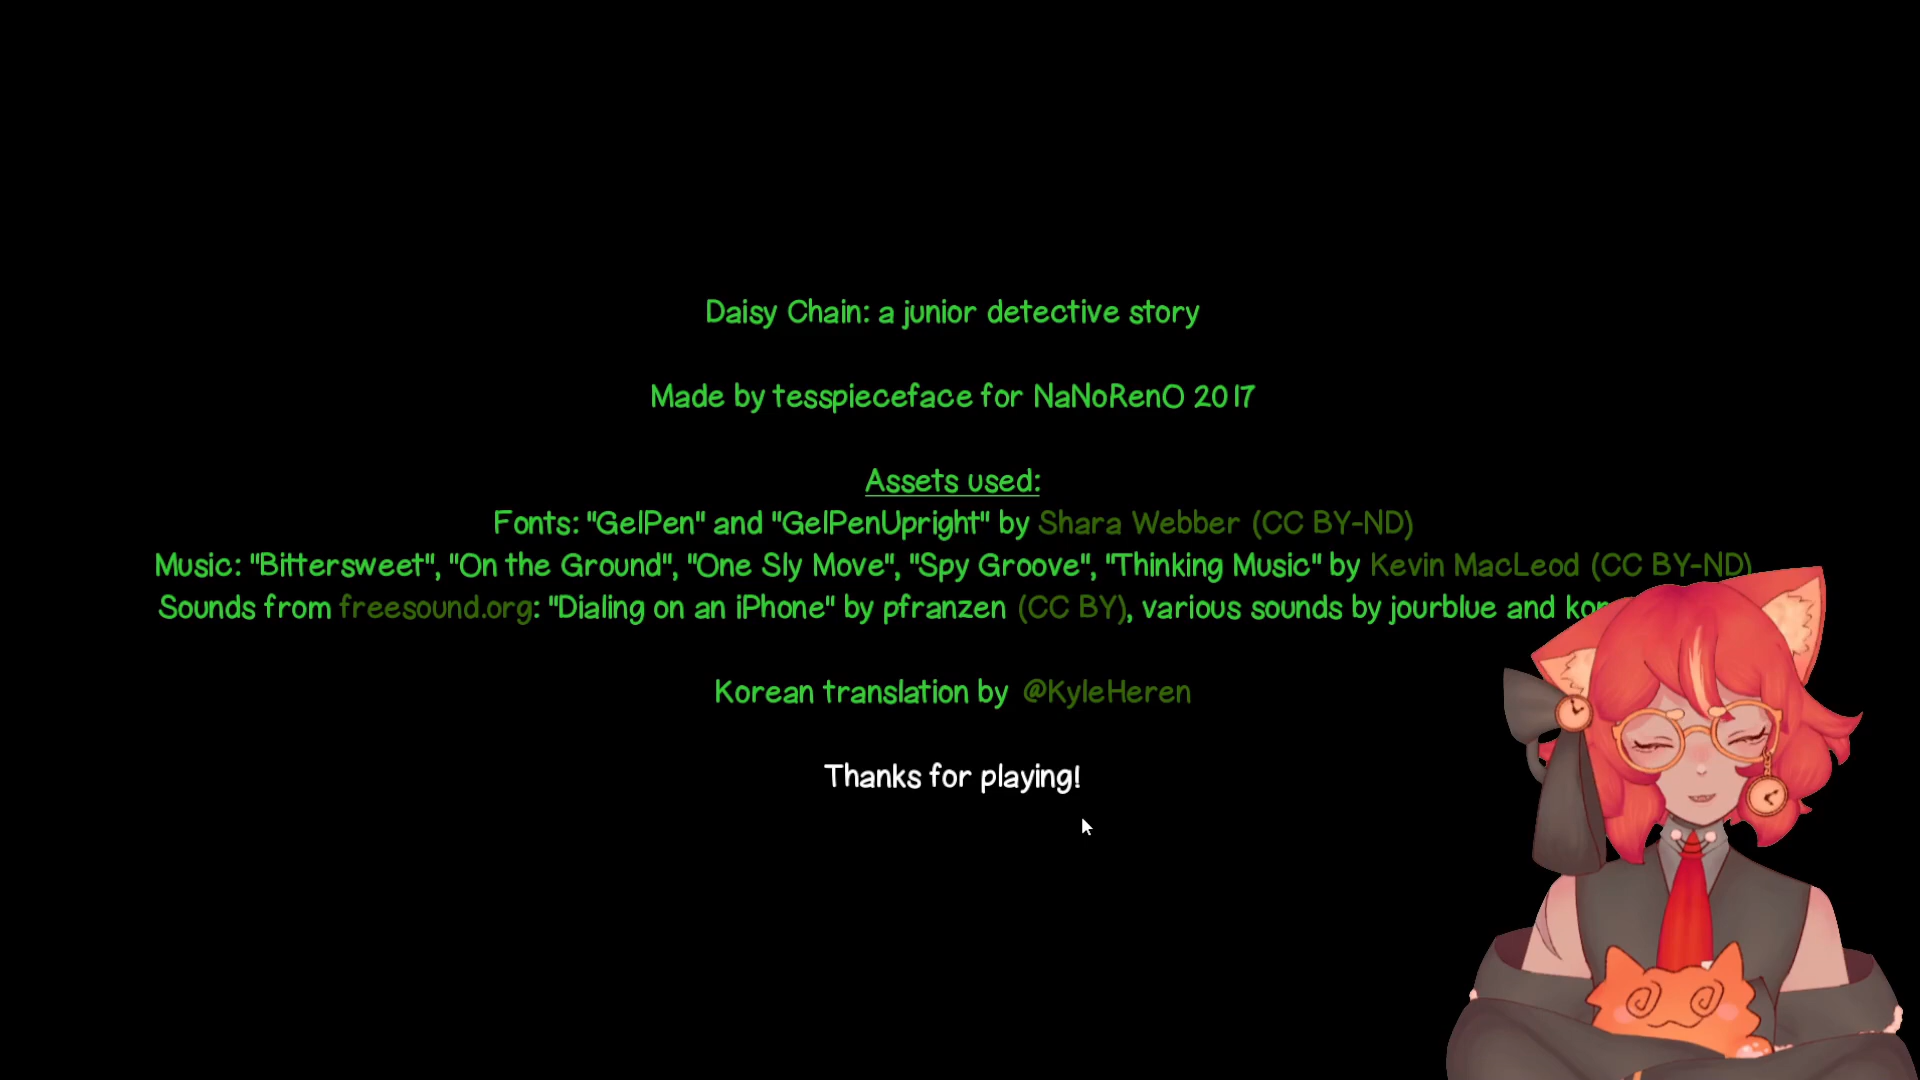 Daisy Chain: a junior detective story
Made by tesspieceface for NaNoRenO 2017
Assets used:
Fonts: "GelPen" and "GelPenUpright" by Shara Webber (CC BY-ND)
Music: "Bittersweet", "On the Ground", "One Sly Move", "Spy Groove", "Thinking Music" by Kevin MacLeod (CC BY-ND)
Sounds from freesound.org: "Dialing on an iPhone" by pfranzen (CC BY), various sounds by jourblue and
Korean translation by @KyleHeren
Thanks for playing!